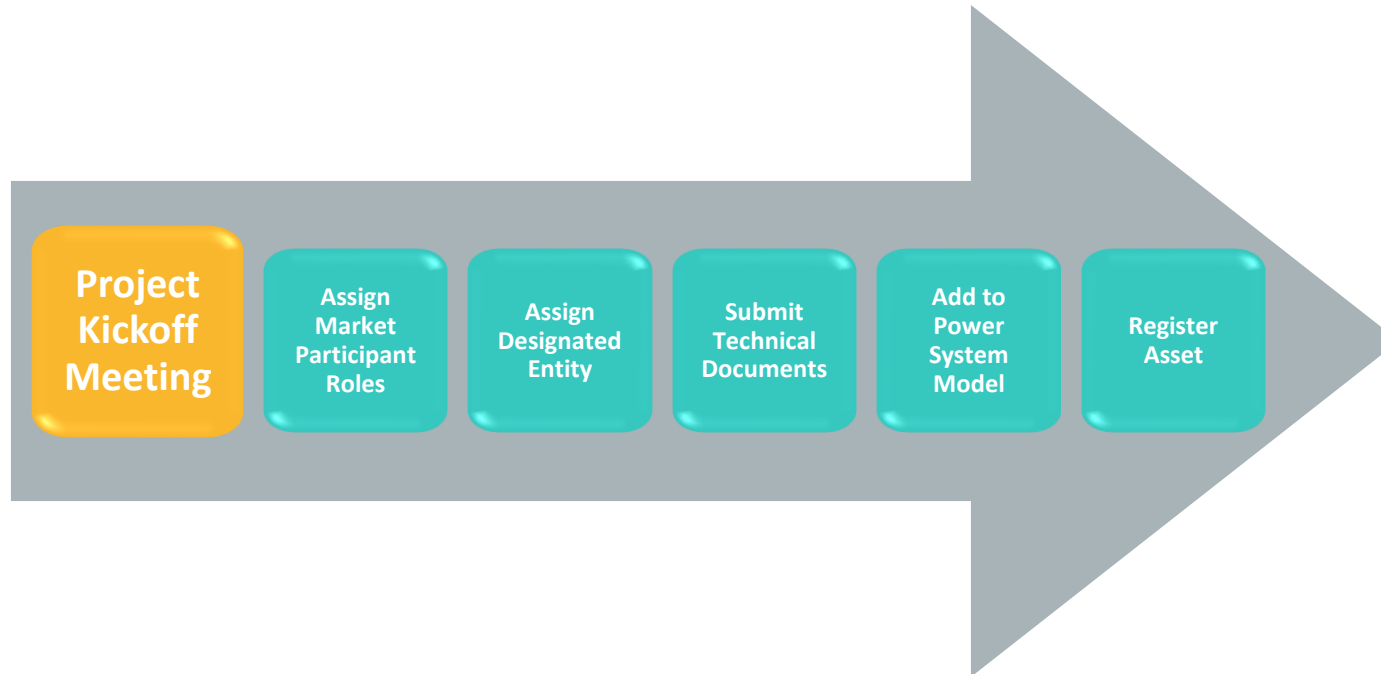 Project
Kickoff
Meeting
Assign
Market
Participant
Roles
Assign
Designated
Entity
Submit
Technical
Documents
Add to
Power
System
Model
Register
Asset